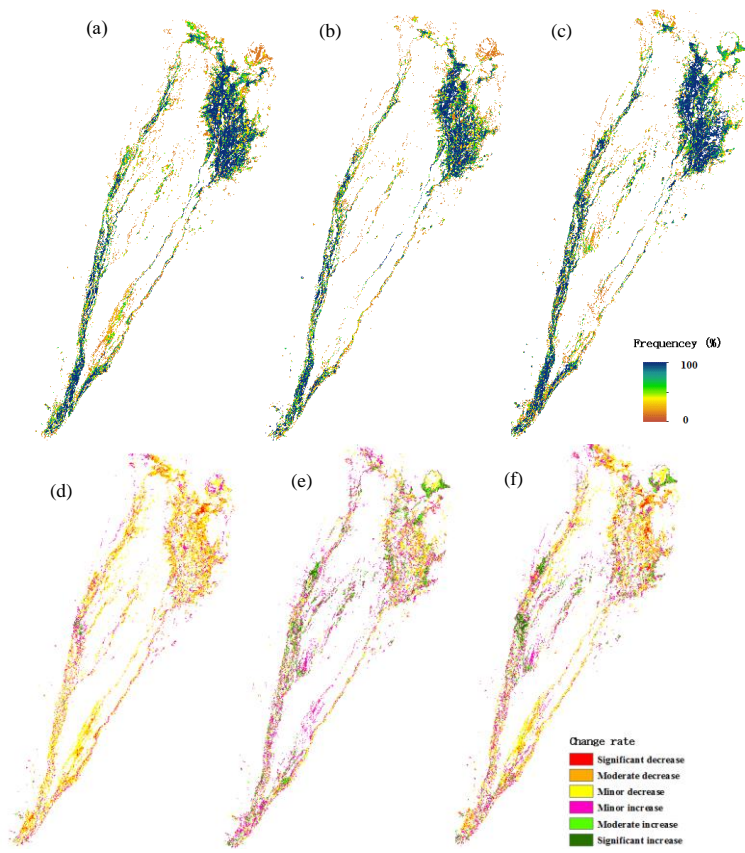 (a)
(b)
(c)
Frequencey (%)
100
0
(d)
(e)
(f)
Change rate
Significant decrease
Moderate decrease
Minor decrease
Minor increase
Moderate increase
Significant increase